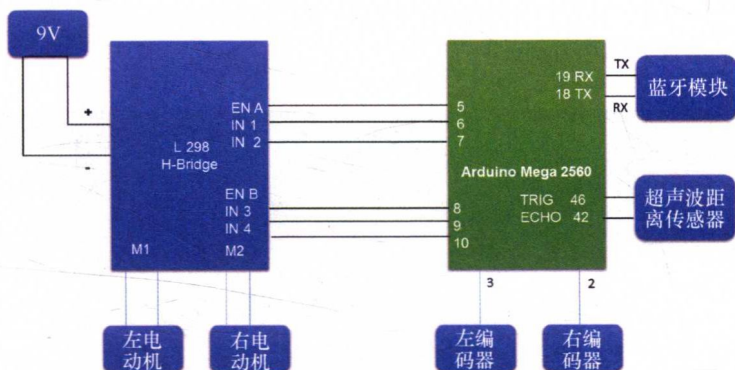 9V
+
-
L 298
H-Bridge
EN A
IN 1
IN 2
EN B
IN 3
IN 4
M1
M2
左电
动机
右电
动机
5
6
7
8
9
10
Arduino Mega 2560
19 RX
18 TX
TRIG 46
ECHO 42
TX
RX
蓝牙模块
超声波距
离传感器
3
2
左编
码器
右编
码器